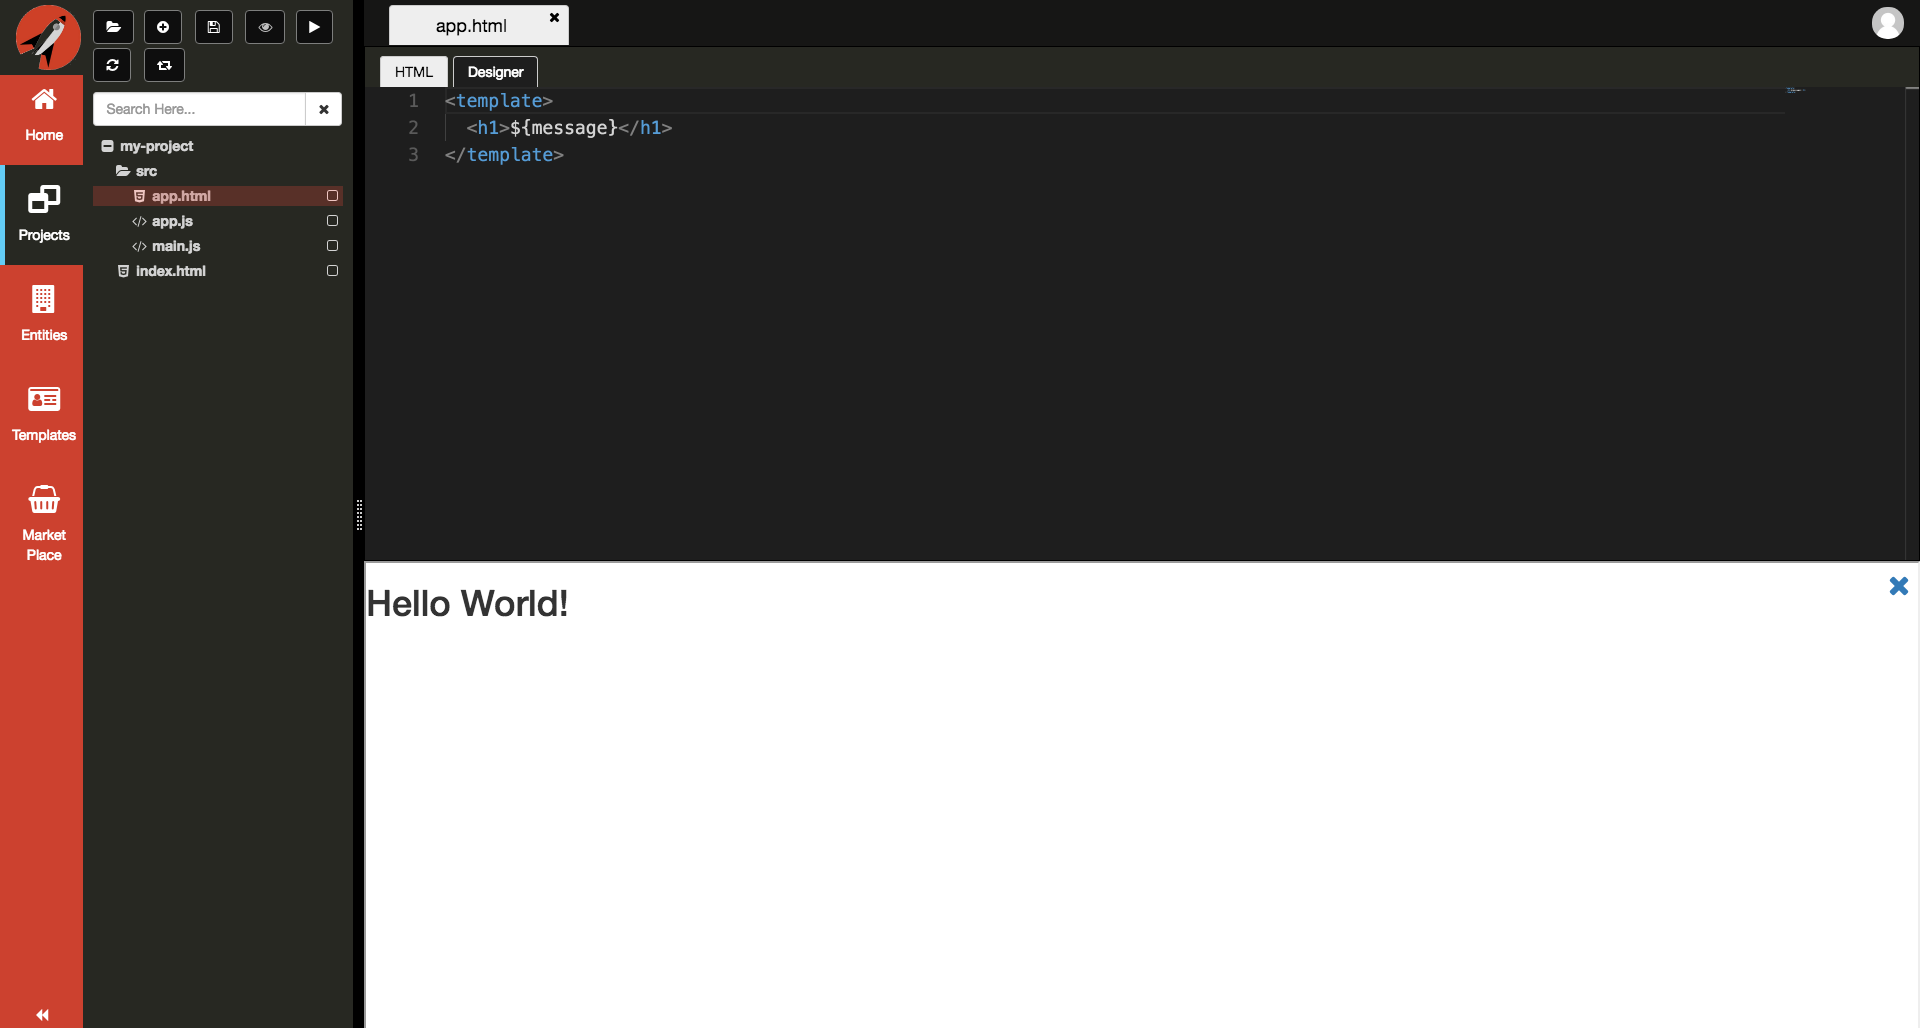 Home
Projects
Entities
Templates
Market
Place
Search Here...
my-project
src
app.html
app.js
main.js
index.html
app.html
HTML
Designer
1 <template>
2   <h1>${message}</h1>
3 </template>
Hello World!